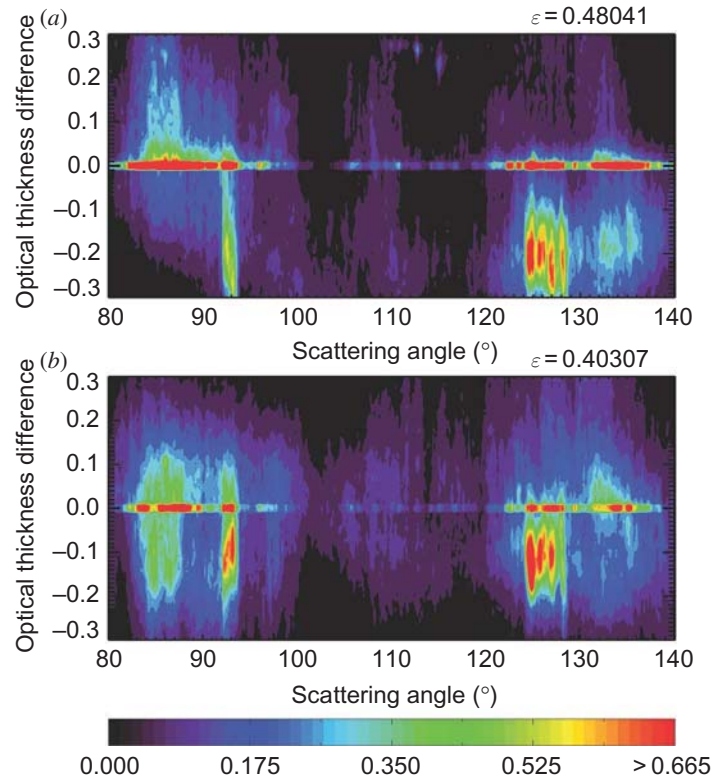 (a)
ε = 0.48041
Optical thickness difference
0.3
0.2
0.1
0.0
–0.1
–0.2
–0.3
80 90 100 110 120 130 140
Scattering angle (°)
(b)
ε = 0.40307
Optical thickness difference
0.3
0.2
0.1
0.0
–0.1
–0.2
–0.3
80 90 100 110 120 130 140
Scattering angle (°)
0.000 0.175 0.350 0.525 >0.665